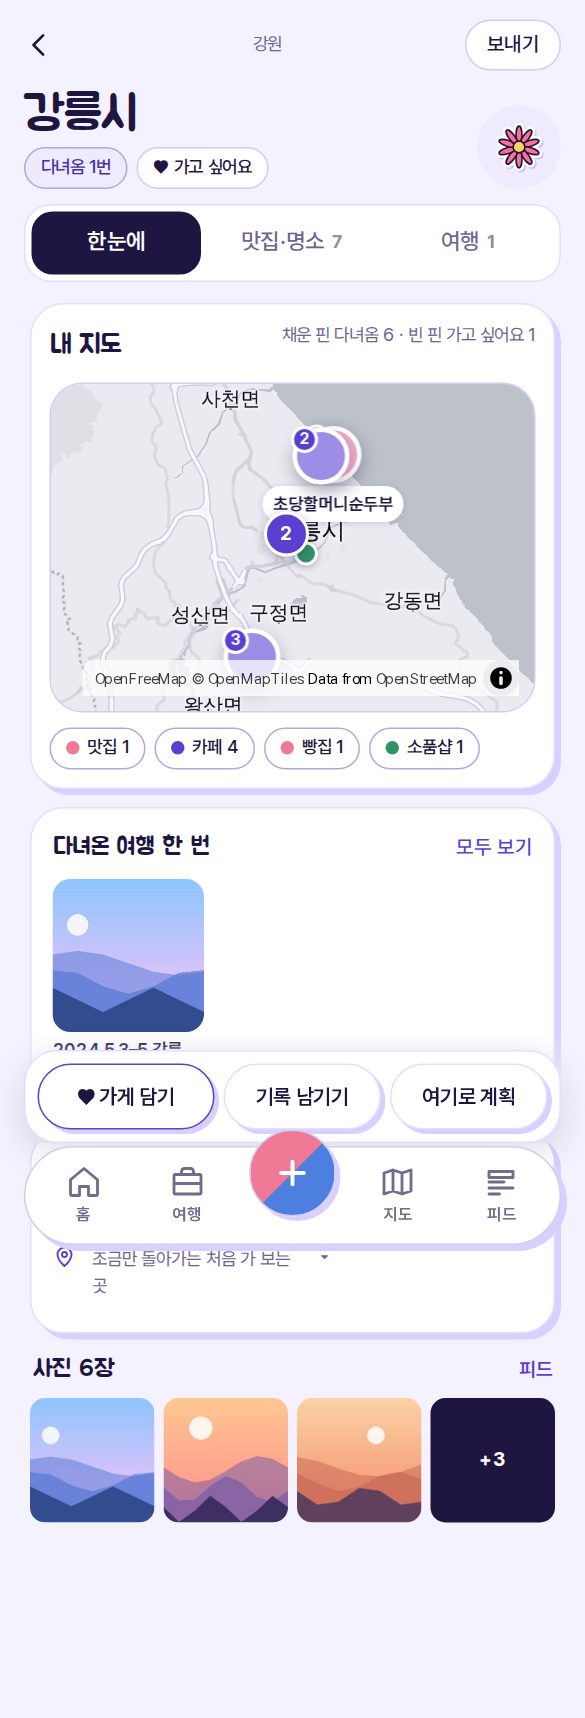 강원
보내기
강릉시
다녀옴 1번
가고 싶어요
한눈에
맛집·명소 7
여행 1
내 지도
채운 핀 다녀옴 6 · 빈 핀 가고 싶어요 1
사천면
2
초당할머니순두부
2
릉시
강동면
성산면
구정면
3
OpenFreeMap © OpenMapTiles Data from OpenStreetMap
왕산면
맛집 1
카페 4
빵집 1
소품샵 1
다녀온 여행 한 번
모두 보기
2024.5.3–5 강릉
가게 담기
기록 남기기
여기로 계획
홈
여행
지도
피드
조금만 돌아가는 처음 가 보는
곳
사진 6장
피드
+3